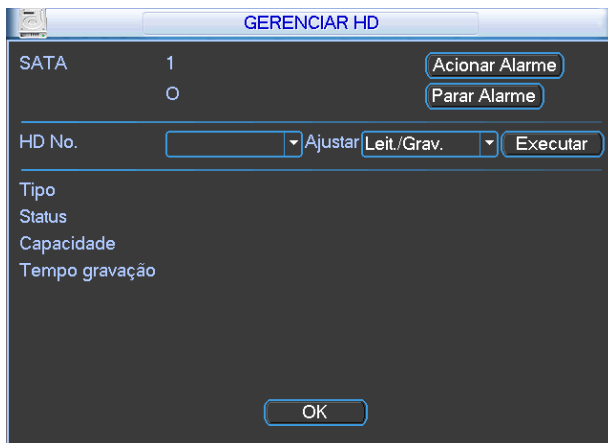 GERENCIAR HD
SATA 1 Acionar Alarme
O Parar Alarme
HD No. Ajustar Leit./Grav. Executar
Tipo
Status
Capacidade
Tempo gravação
OK